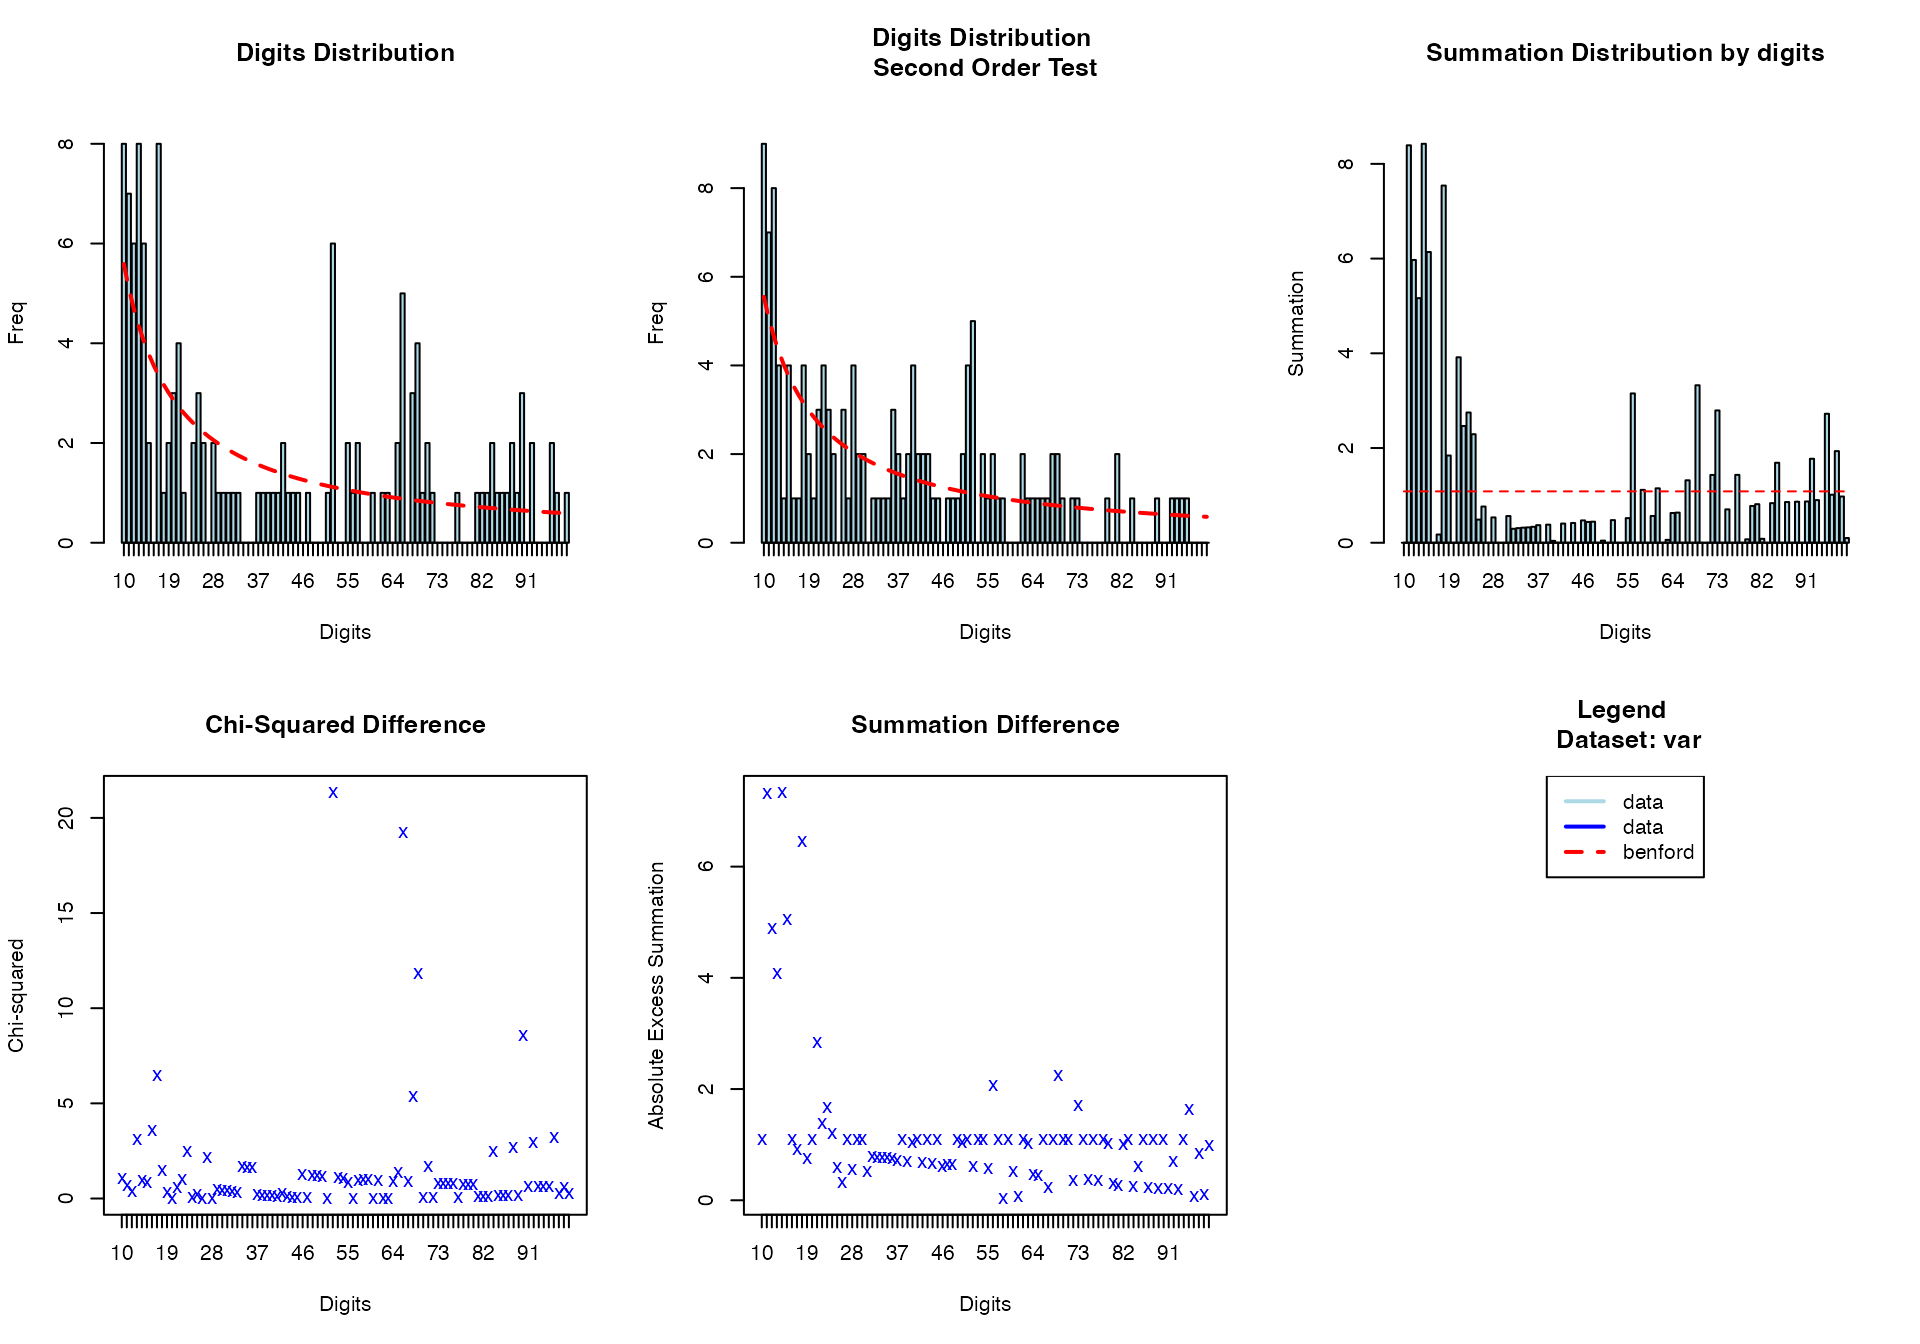 Digits Distribution
Freq
0
2
4
6
8
10 19 28 37 46 55 64 73 82 91
Digits
Digits Distribution
Second Order Test
Freq
0
2
4
6
8
10 19 28 37 46 55 64 73 82 91
Digits
Summation Distribution by digits
Summation
0
2
4
6
8
10 19 28 37 46 55 64 73 82 91
Digits
Chi-Squared Difference
Chi-squared
0
5
10
15
20
10 19 28 37 46 55 64 73 82 91
Digits
Summation Difference
Absolute Excess Summation
0
2
4
6
10 19 28 37 46 55 64 73 82 91
Digits
Legend
Dataset: var
data
data
benford